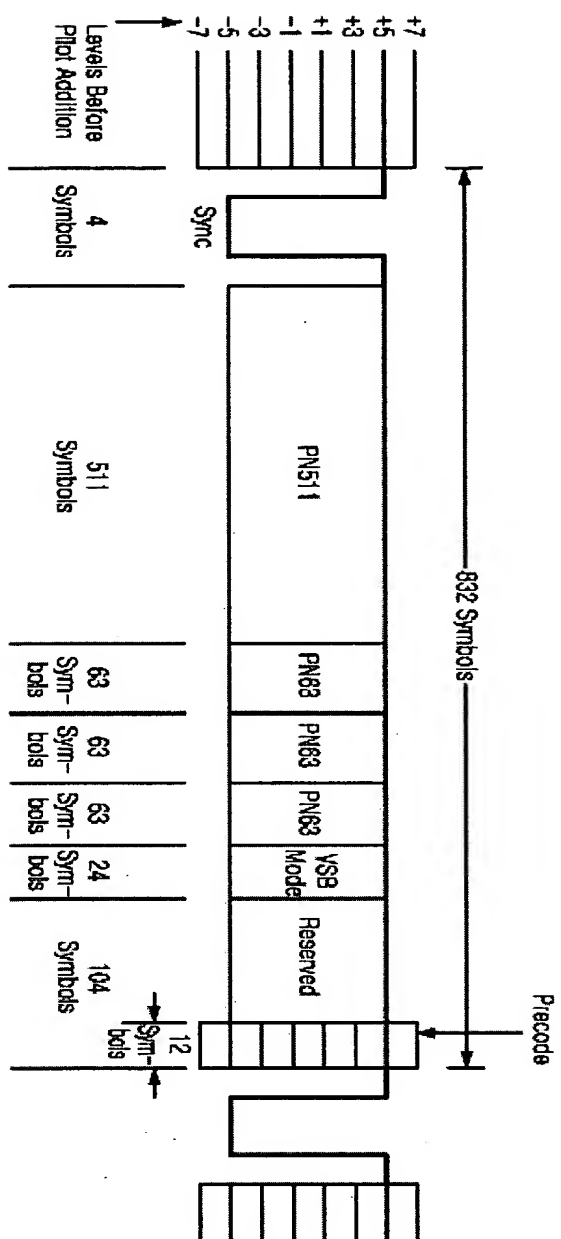 Precode
832 Symbols
+7
+5
+3
+1
-1
-3
-5
-7
Levels Before
Pilot Addition
Sync
PN511
PN63
PN63
PN63
VSB
Mode
Reserved
4
Symbols
511
Symbols
63
Sym-
bols
63
Sym-
bols
63
Sym-
bols
24
Sym-
bols
104
Symbols
12
Sym-
bols